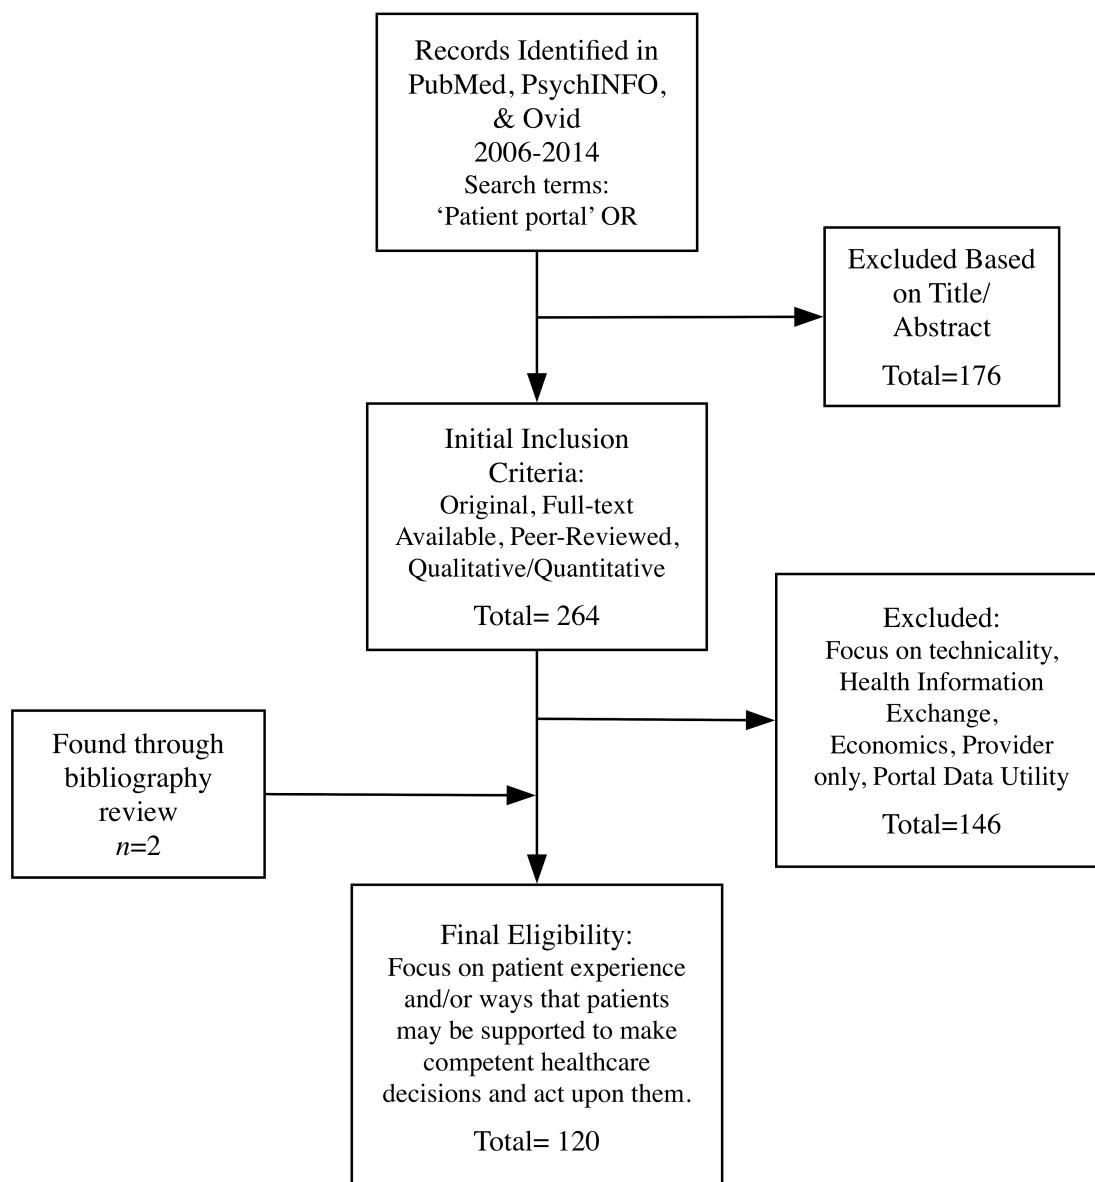 Records Identified in
PubMed, PsychINFO,
& Ovid
2006-2014
Search terms:
‘Patient portal’ OR
Excluded Based
on Title/
Abstract
Total=176
Initial Inclusion
Criteria:
Original, Full-text
Available, Peer-Reviewed,
Qualitative/Quantitative
Total= 264
Excluded:
Focus on technicality,
Health Information
Exchange,
Economics, Provider
only, Portal Data Utility
Total=146
Found through
bibliography
review
n=2
Final Eligibility:
Focus on patient experience
and/or ways that patients
may be supported to make
competent healthcare
decisions and act upon them.
Total= 120